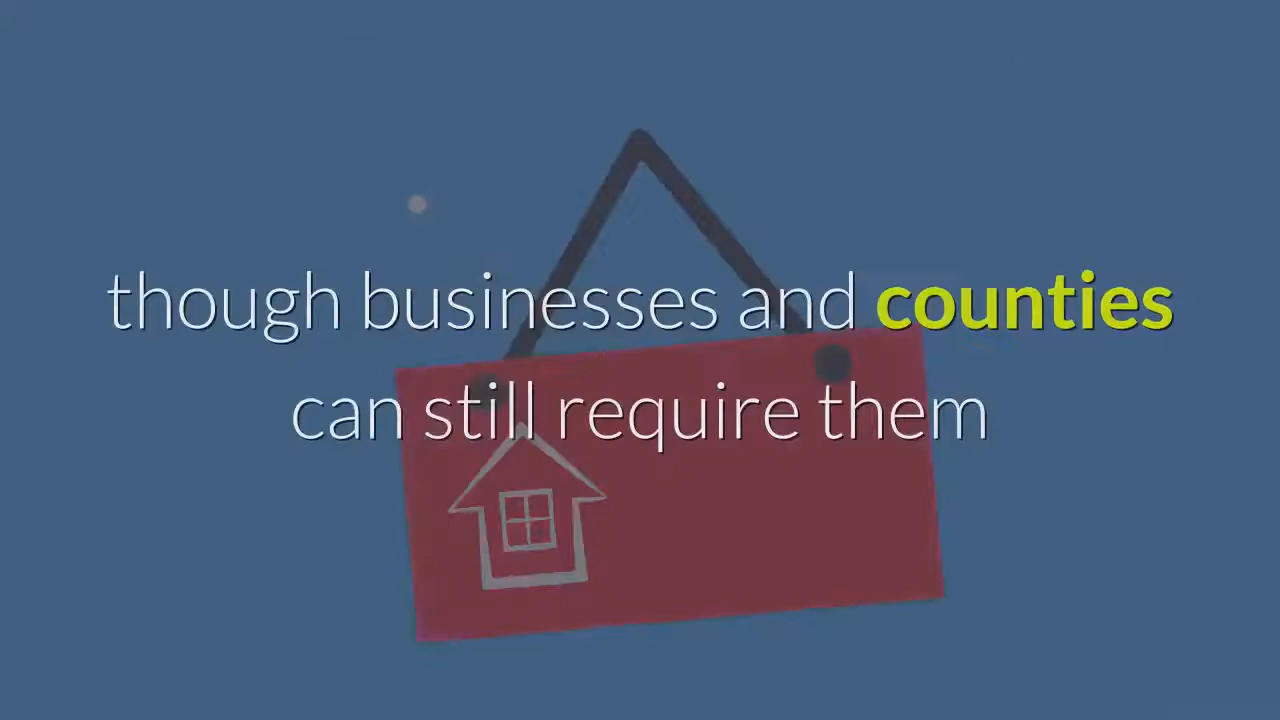 though businesses and counties
can still require them